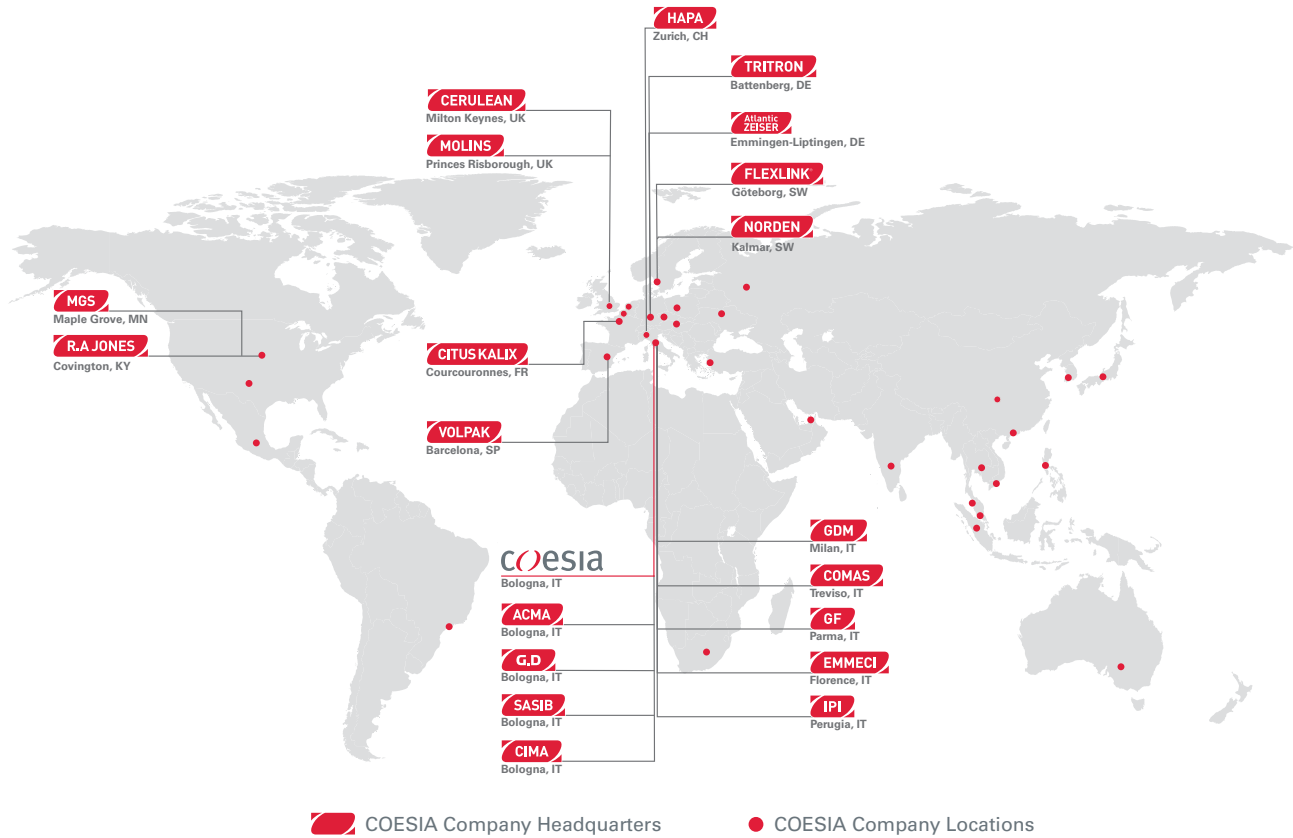 HAPA
Zurich, CH
TRITRON
Battenberg, DE
CERULEAN
Milton Keynes, UK
Atlantic
ZEISER
Emmingen-Liptingen, DE
MOLINS
Princes Risborough, UK
FLEXLINK®
Göteborg, SW
NORDEN
Kalmar, SW
MGS
Maple Grove, MN
R.A JONES
Covington, KY
CITUS KALIX
Courcouronnes, FR
VOLPAK
Barcelona, SP
coesia
Bologna, IT
ACMA
Bologna, IT
G.D
Bologna, IT
SASIB
Bologna, IT
CIMA
Bologna, IT
GDM
Milan, IT
COMAS
Treviso, IT
GF
Parma, IT
EMMECI
Florence, IT
IPI
Perugia, IT
COESIA Company Headquarters
COESIA Company Locations